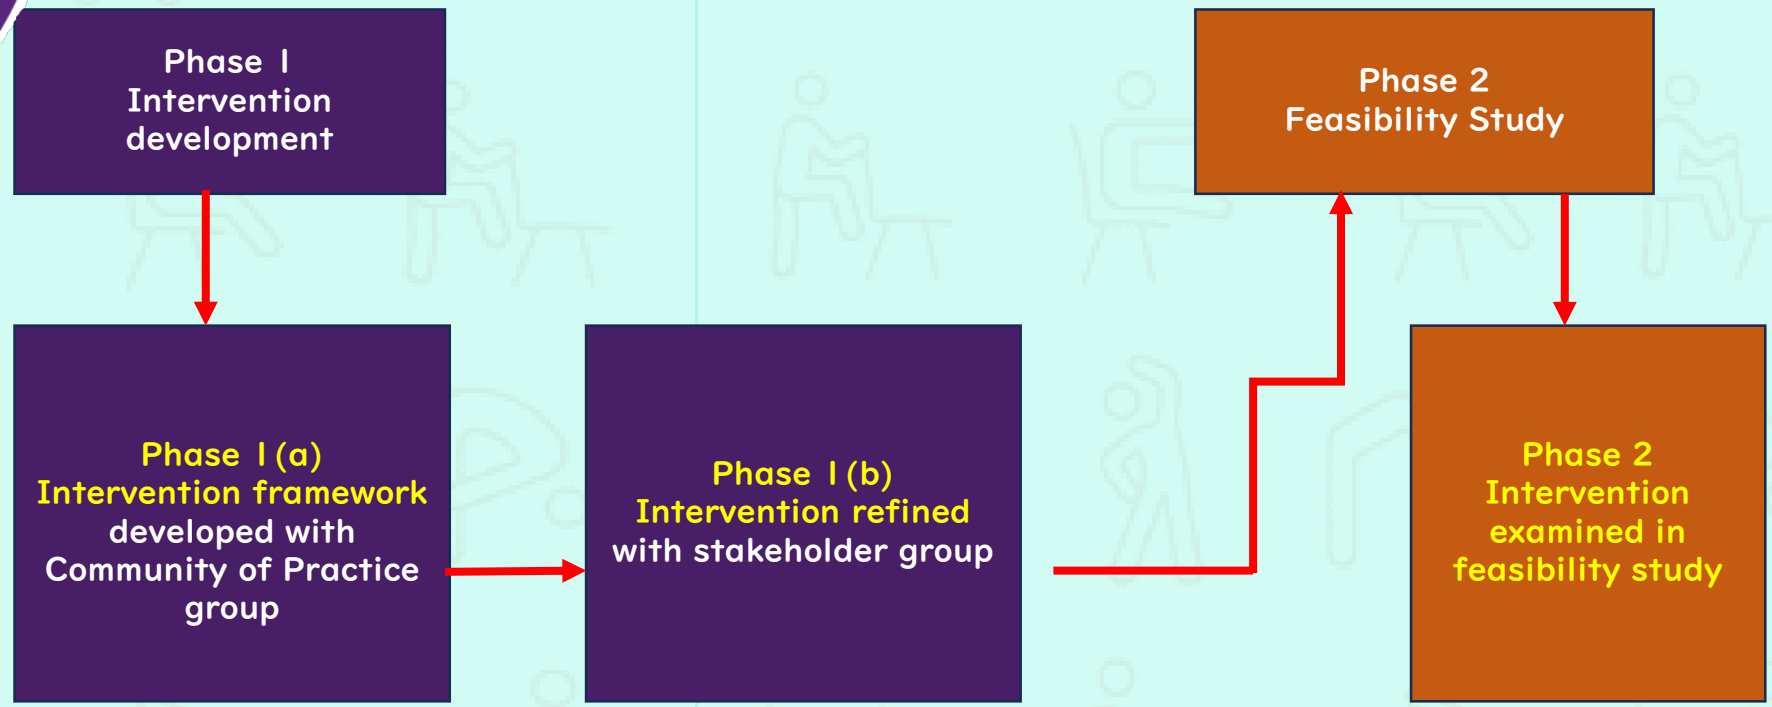 Phase 1
Intervention
development
Phase 2
Feasibility Study
Phase 1(a)
Intervention framework
developed with
Community of Practice
group
Phase 1(b)
Intervention refined
with stakeholder group
Phase 2
Intervention
examined in
feasibility study